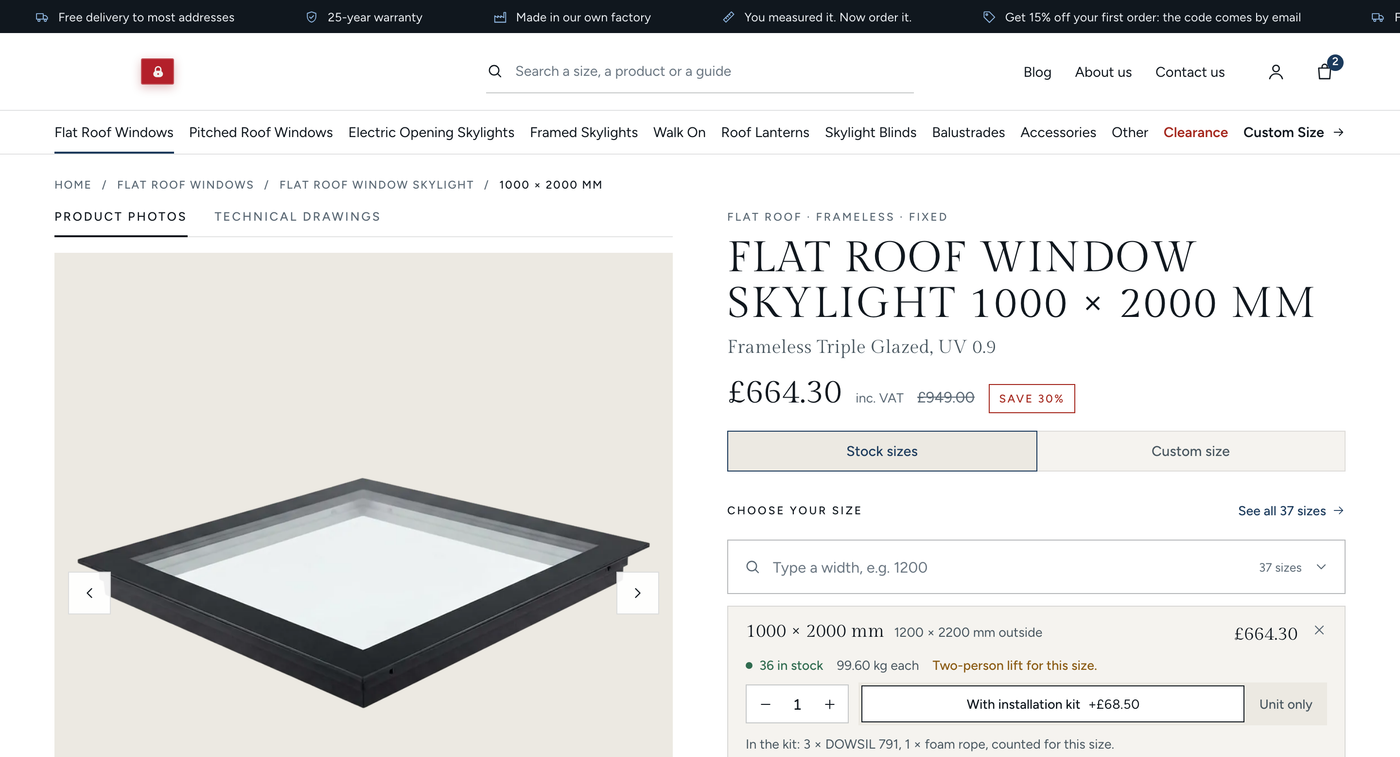 Free delivery to most addresses
25-year warranty
Made in our own factory
You measured it. Now order it.
Get 15% off your first order: the code comes by email
Search a size, a product or a guide
Blog
About us
Contact us
2
Flat Roof Windows
Pitched Roof Windows
Electric Opening Skylights
Framed Skylights
Walk On
Roof Lanterns
Skylight Blinds
Balustrades
Accessories
Other
Clearance
Custom Size →
HOME / FLAT ROOF WINDOWS / FLAT ROOF WINDOW SKYLIGHT / 1000 × 2000 MM
PRODUCT PHOTOS
TECHNICAL DRAWINGS
FLAT ROOF · FRAMELESS · FIXED
FLAT ROOF WINDOW
SKYLIGHT 1000 × 2000 MM
Frameless Triple Glazed, UV 0.9
£664.30 inc. VAT £949.00 SAVE 30%
Stock sizes
Custom size
CHOOSE YOUR SIZE
See all 37 sizes →
Type a width, e.g. 1200
37 sizes
1000 × 2000 mm 1200 × 2200 mm outside
£664.30
36 in stock 99.60 kg each Two-person lift for this size.
− 1 +
With installation kit +£68.50
Unit only
In the kit: 3 × DOWSIL 791, 1 × foam rope, counted for this size.